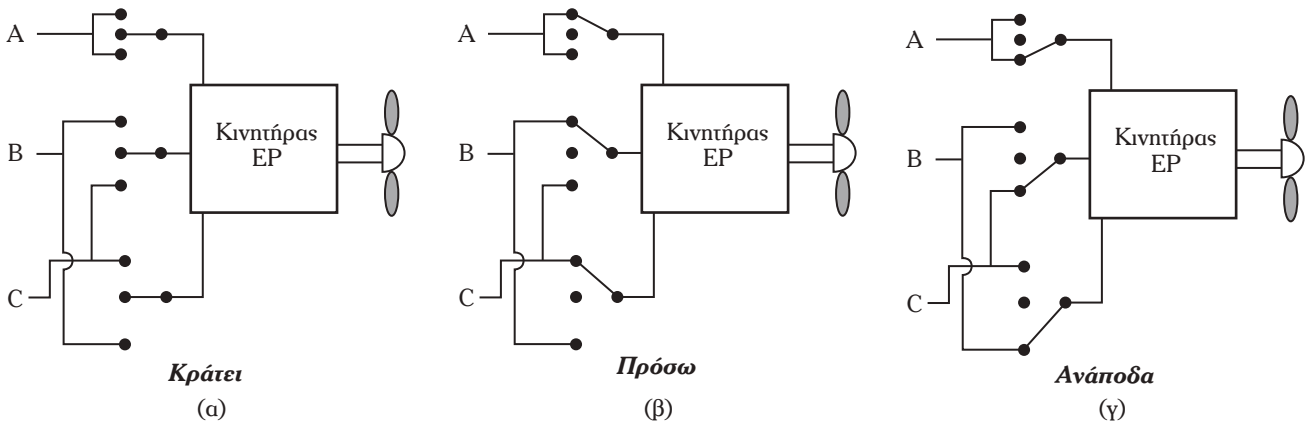 A
B
C
Κινητήρας
ΕΡ
Κράτει
(α)
A
B
C
Κινητήρας
ΕΡ
Πρόσω
(β)
A
B
C
Κινητήρας
ΕΡ
Ανάποδα
(γ)